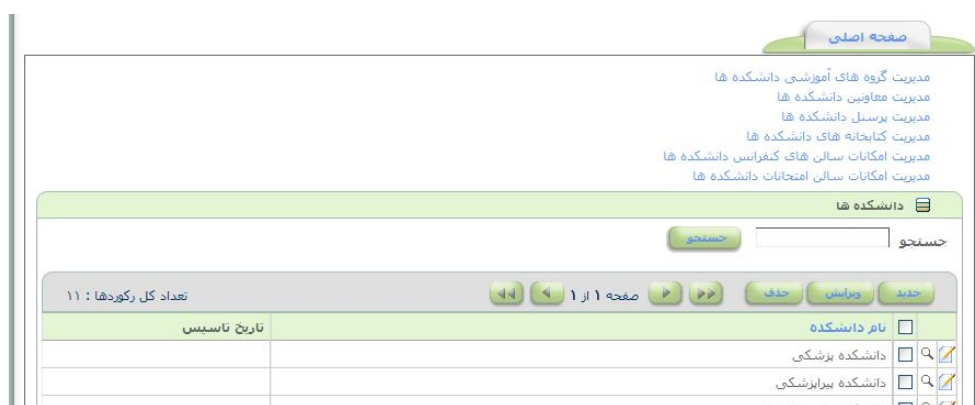 صفحه اصلی
مدیریت گروه های آموزشی دانشکده ها
مدیریت معاونین دانشکده ها
مدیریت پرسنل دانشکده ها
مدیریت کتابخانه های دانشکده ها
مدیریت امکانات سالن های کنفرانس دانشکده ها
مدیریت امکانات سالن امتحانات دانشکده ها
دانشکده ها
جستجو جستجو
جدید ویرایش حذف صفحه ۱ از ۱ تعداد کل رکوردها : ۱۱
نام دانشکده تاریخ تاسیس
دانشکده پزشکی
دانشکده پیراپزشکی